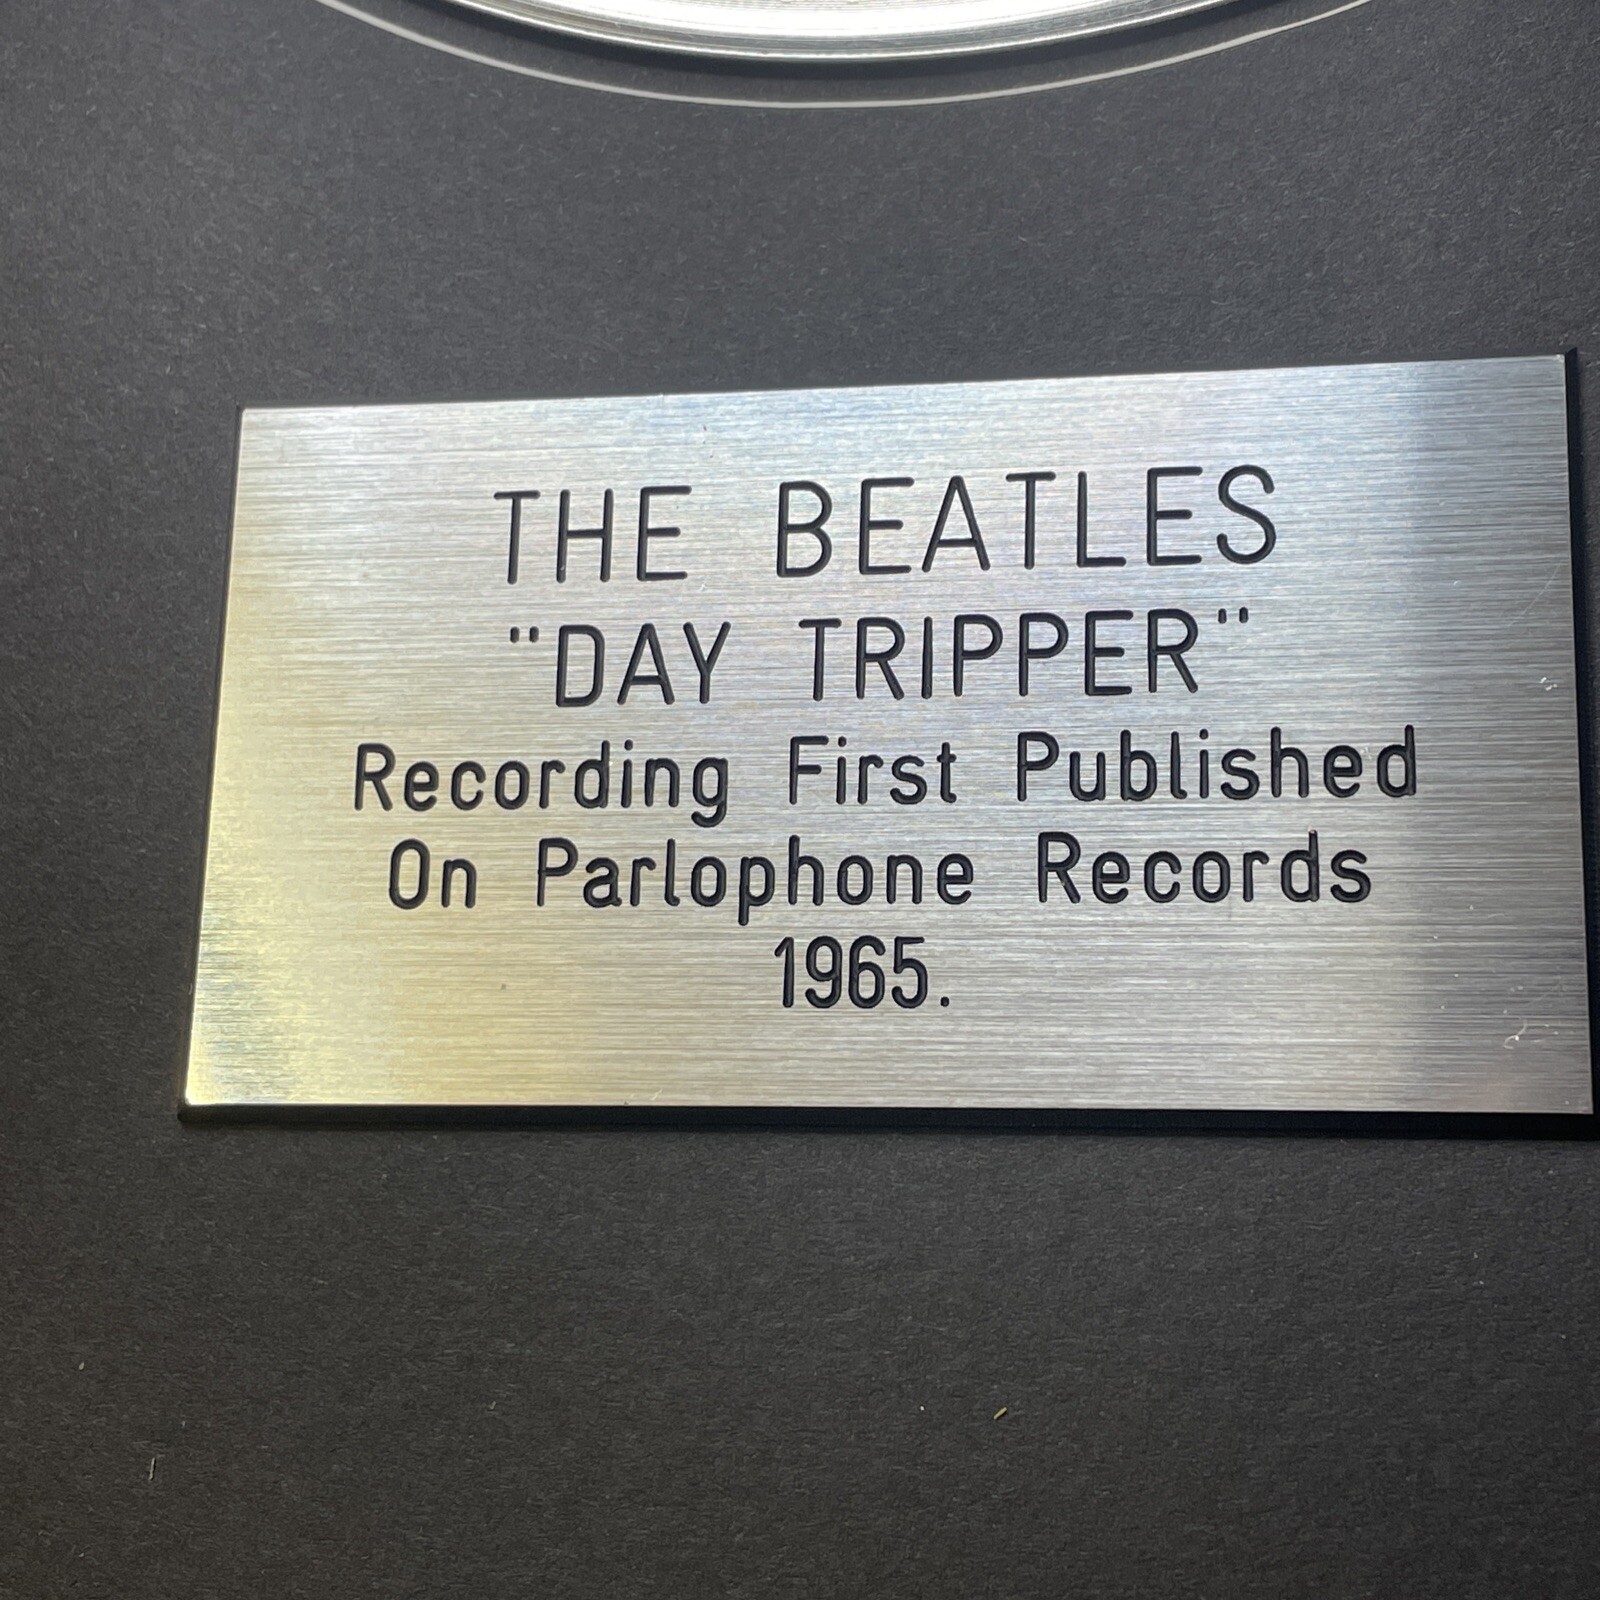 THE BEATLES
"DAY TRIPPER"
Recording First Published
On Parlophone Records
1965.